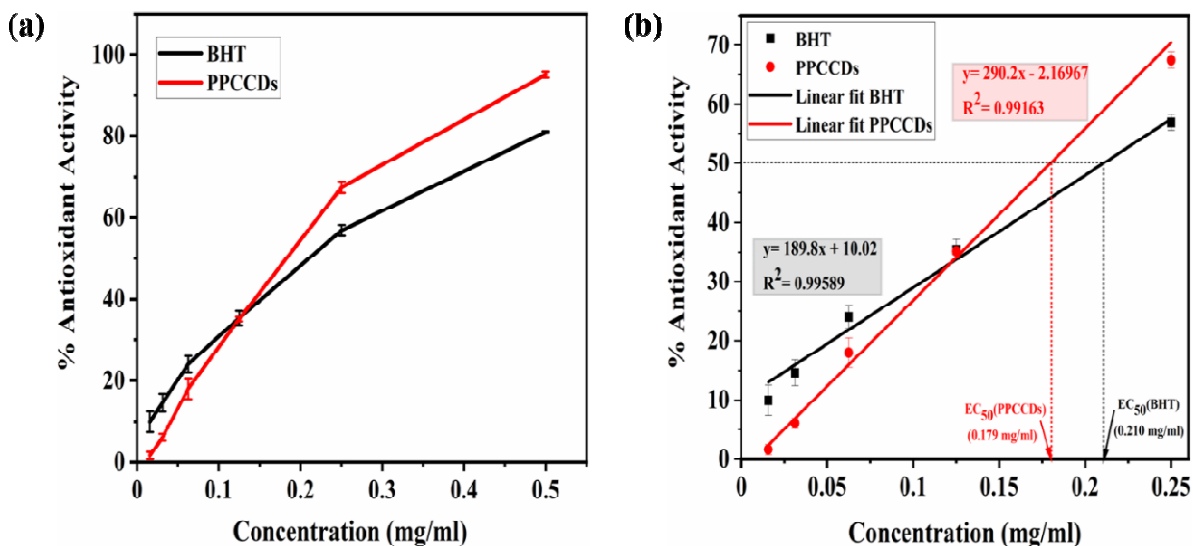 (a)
BHT
PPCCDs
% Antioxidant Activity
100
80
60
40
20
0
0
0.1
0.2
0.3
0.4
0.5
Concentration (mg/ml)
(b)
BHT
PPCCDs
Linear fit BHT
Linear fit PPCCDs
y= 290.2x - 2.16967
R² = 0.99163
y= 189.8x + 10.02
R² = 0.99589
EC₅₀(PPCCDs)
(0.179 mg/ml)
EC₅₀(BHT)
(0.210 mg/ml)
% Antioxidant Activity
70
60
50
40
30
20
10
0
0
0.05
0.1
0.15
0.2
0.25
Concentration (mg/ml)